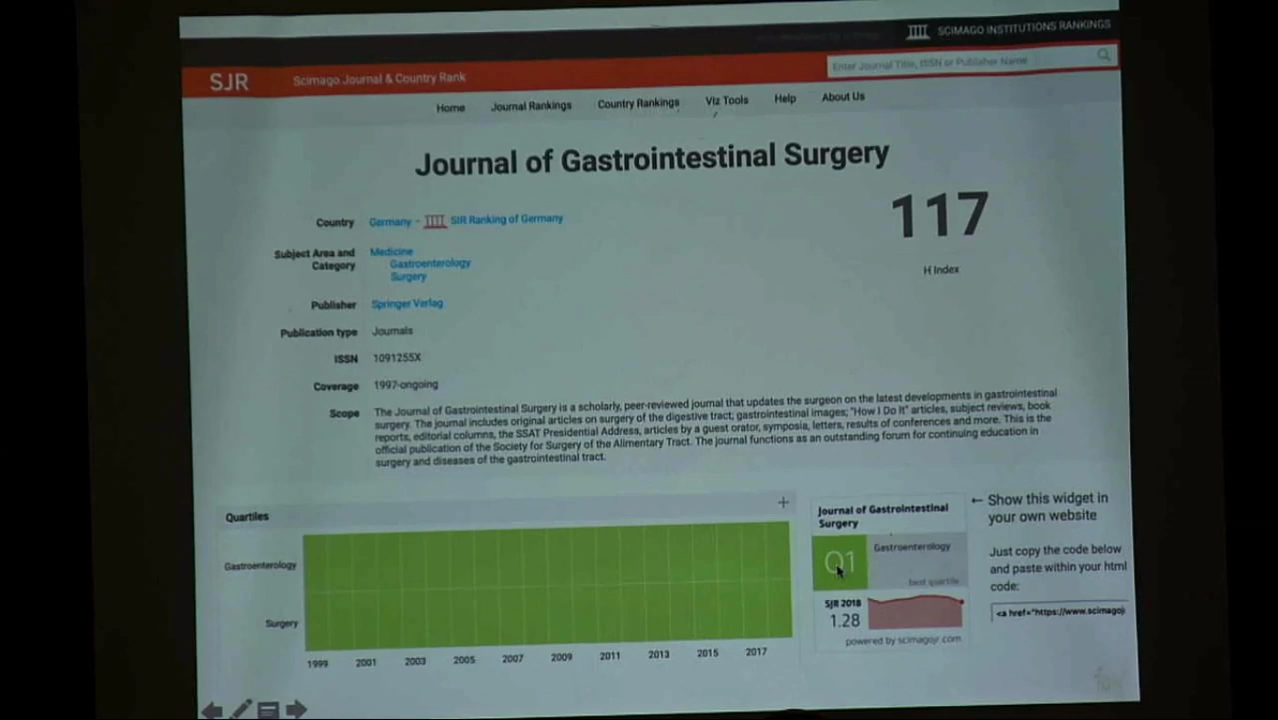 SCIMAGO INSTITUTIONS RANKINGS
SJR Scimago Journal & Country Rank
Enter Journal Title, ISSN or Publisher Name
Home Journal Rankings Country Rankings Viz Tools Help About Us
Journal of Gastrointestinal Surgery
Country Germany - SIR Ranking of Germany
117
H Index
Subject Area and Category
Medicine
Gastroenterology
Surgery
Publisher Springer Verlag
Publication type Journals
ISSN 1091255X
Coverage 1997-ongoing
Scope
The Journal of Gastrointestinal Surgery is a scholarly, peer-reviewed journal that updates the surgeon on the latest developments in gastrointestinal
surgery. The journal includes original articles on surgery of the digestive tract; gastrointestinal images; "How I Do It" articles, subject reviews, book
reports, editorial columns, the SSAT Presidential Address, articles by a guest orator, symposia, letters, results of conferences and more. This is the
official publication of the Society for Surgery of the Alimentary Tract. The journal functions as an outstanding forum for continuing education in
surgery and diseases of the gastrointestinal tract.
Quartiles
+
Gastroenterology
Surgery
1999 2001 2003 2005 2007 2009 2011 2013 2015 2017
Journal of Gastrointestinal
Surgery
Q1
Gastroenterology
best quartile
SJR 2018
1.28
powered by scimagojr.com
← Show this widget in
your own website
Just copy the code below
and paste within your html
code:
<a href="https://www.scimagoj